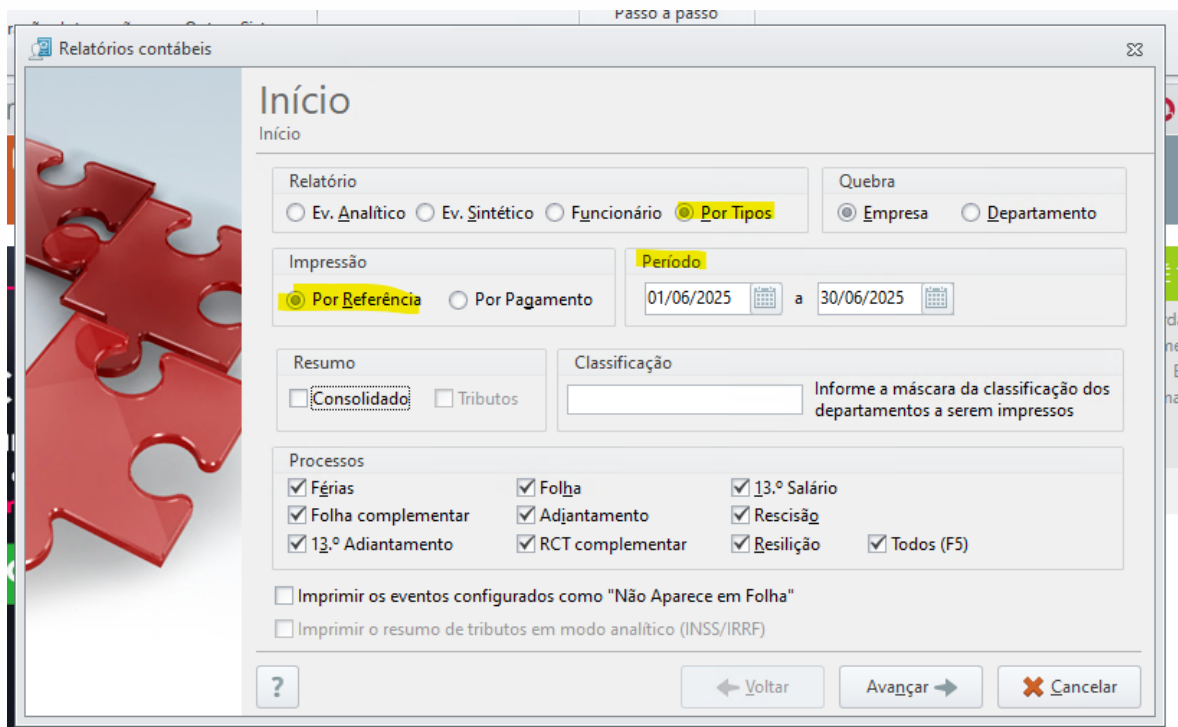 Passo a passo
Relatórios contábeis
Início
Início
Relatório
Ev. Analítico Ev. Sintético Funcionário Por Tipos
Quebra
Empresa Departamento
Impressão
Por Referência Por Pagamento
Período
01/06/2025 a 30/06/2025
Resumo
Consolidado Tributos
Classificação
Informe a máscara da classificação dos
departamentos a serem impressos
Processos
Férias Folha 13.º Salário
Folha complementar Adjantamento Rescisão
13.º Adiantamento RCT complementar Resilição Todos (F5)
Imprimir os eventos configurados como "Não Aparece em Folha"
Imprimir o resumo de tributos em modo analítico (INSS/IRRF)
? Voltar Avançar Cancelar